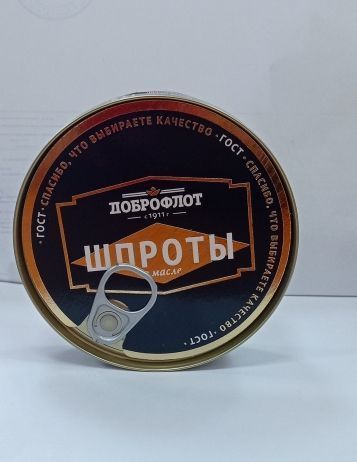 · ГОСТ · СПАСИБО, ЧТО ВЫБИРАЕТЕ КАЧЕСТВО · ГОСТ · СПАСИБО, ЧТО ВЫБИРАЕТЕ КАЧЕСТВО · ГОСТ ·
ДОБРОФЛОТ
с 1911 г
ШПРОТЫ
масле